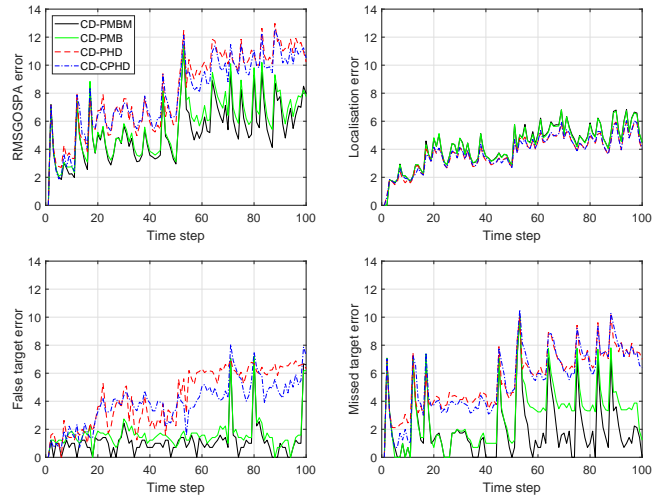 CD-PMBM
CD-PMB
CD-PHD
CD-CPHD
RMSGOSPA error
14
12
10
8
6
4
2
0
0 20 40 60 80 100
Time step
Localisation error
14
12
10
8
6
4
2
0
0 20 40 60 80 100
Time step
False target error
14
12
10
8
6
4
2
0
0 20 40 60 80 100
Time step
Missed target error
14
12
10
8
6
4
2
0
0 20 40 60 80 100
Time step